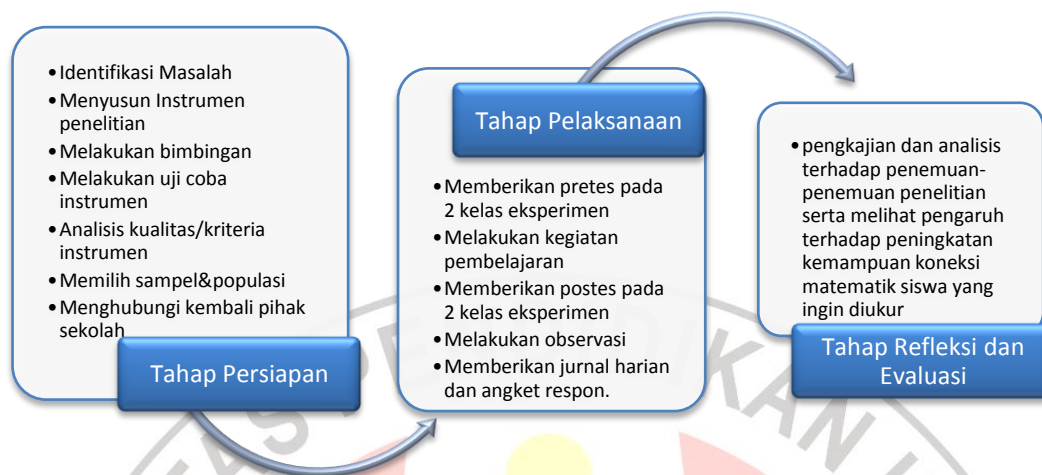 •Identifikasi Masalah
•Menyusun Instrumen
penelitian
•Melakukan bimbingan
•Melakukan uji coba
instrumen
•Analisis kualitas/kriteria
instrumen
•Memilih sampel&populasi
•Menghubungi kembali pihak
sekolah
Tahap Persiapan
Tahap Pelaksanaan
•Memberikan pretes pada
2 kelas eksperimen
•Melakukan kegiatan
pembelajaran
•Memberikan postes pada
2 kelas eksperimen
•Melakukan observasi
•Memberikan jurnal harian
dan angket respon.
•pengkajian dan analisis
terhadap penemuan-
penemuan penelitian
serta melihat pengaruh
terhadap peningkatan
kemampuan koneksi
matematik siswa yang
ingin diukur
Tahap Refleksi dan
Evaluasi